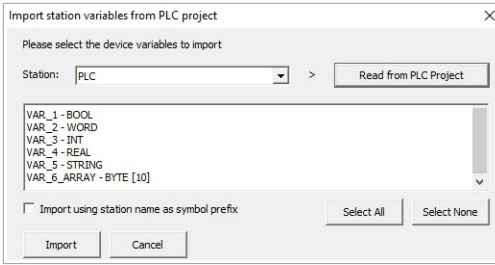 Import station variables from PLC project
Please select the device variables to import
Station: PLC > Read from PLC Project
VAR_1 - BOOL
VAR_2 - WORD
VAR_3 - INT
VAR_4 - REAL
VAR_5 - STRING
VAR_6_ARRAY - BYTE [10]
Import using station name as symbol prefix
Select All Select None
Import Cancel